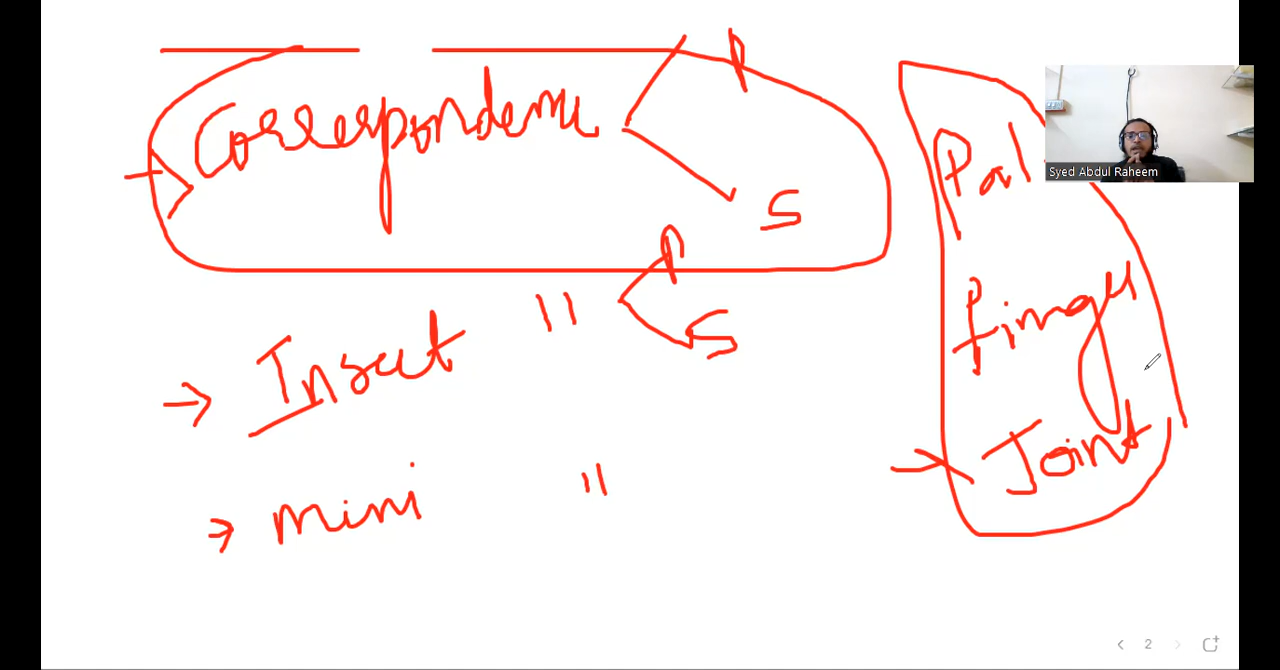 Correspondence P
S
Insect " P
S
mini "
Pal
Finger
Joint
Syed Abdul Raheem
2